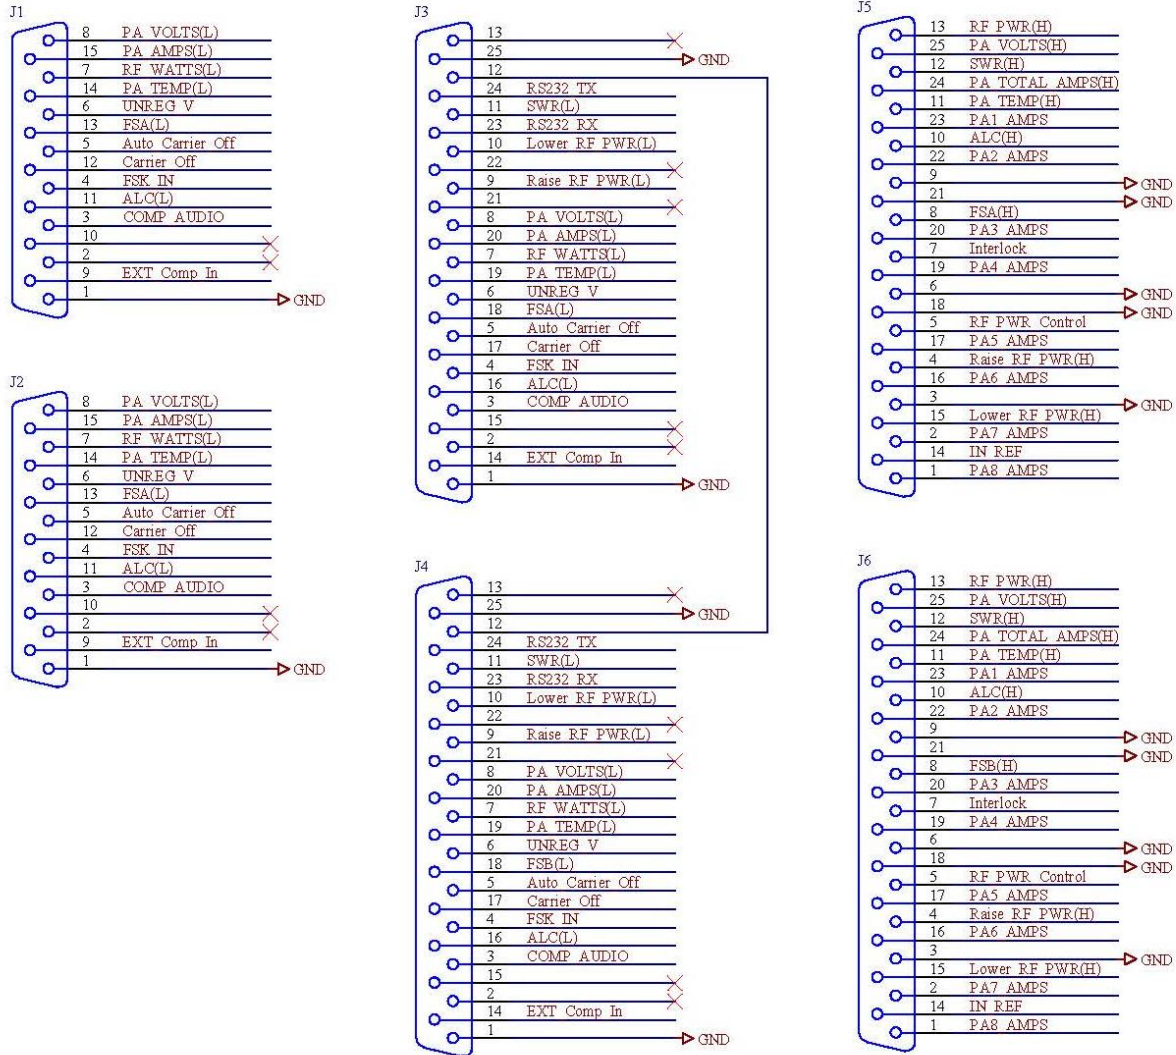 J1
8 PA VOLTS(L)
15 PA AMPS(L)
7 RF WATTS(L)
14 PA TEMP(L)
6 UNREG V
13 FSA(L)
5 Auto Carrier Off
12 Carrier Off
4 FSK IN
11 ALC(L)
3 COMP AUDIO
10
2
9 EXT Comp In
1 GND
J2
8 PA VOLTS(L)
15 PA AMPS(L)
7 RF WATTS(L)
14 PA TEMP(L)
6 UNREG V
13 FSA(L)
5 Auto Carrier Off
12 Carrier Off
4 FSK IN
11 ALC(L)
3 COMP AUDIO
10
2
9 EXT Comp In
1 GND
J3
13
25 GND
12
24 RS232 TX
11 SWR(L)
23 RS232 RX
10 Lower RF PWR(L)
22
9 Raise RF PWR(L)
21
8 PA VOLTS(L)
20 PA AMPS(L)
7 RF WATTS(L)
19 PA TEMP(L)
6 UNREG V
18 FSA(L)
5 Auto Carrier Off
17 Carrier Off
4 FSK IN
16 ALC(L)
3 COMP AUDIO
15
2
14 EXT Comp In
1 GND
J4
13
25 GND
12
24 RS232 TX
11 SWR(L)
23 RS232 RX
10 Lower RF PWR(L)
22
9 Raise RF PWR(L)
21
8 PA VOLTS(L)
20 PA AMPS(L)
7 RF WATTS(L)
19 PA TEMP(L)
6 UNREG V
18 FSB(L)
5 Auto Carrier Off
17 Carrier Off
4 FSK IN
16 ALC(L)
3 COMP AUDIO
15
2
14 EXT Comp In
1 GND
J5
13 RF PWR(H)
25 PA VOLTS(H)
12 SWR(H)
24 PA TOTAL AMPS(H)
11 PA TEMP(H)
23 PA1 AMPS
10 ALC(H)
22 PA2 AMPS
9 GND
21 GND
8 FSA(H)
20 PA3 AMPS
7 Interlock
19 PA4 AMPS
6 GND
18 GND
5 RF PWR Control
17 PA5 AMPS
4 Raise RF PWR(H)
16 PA6 AMPS
3 GND
15 Lower RF PWR(H)
2 PA7 AMPS
14 IN REF
1 PA8 AMPS
J6
13 RF PWR(H)
25 PA VOLTS(H)
12 SWR(H)
24 PA TOTAL AMPS(H)
11 PA TEMP(H)
23 PA1 AMPS
10 ALC(H)
22 PA2 AMPS
9 GND
21 GND
8 FSB(H)
20 PA3 AMPS
7 Interlock
19 PA4 AMPS
6 GND
18 GND
5 RF PWR Control
17 PA5 AMPS
4 Raise RF PWR(H)
16 PA6 AMPS
3 GND
15 Lower RF PWR(H)
2 PA7 AMPS
14 IN REF
1 PA8 AMPS